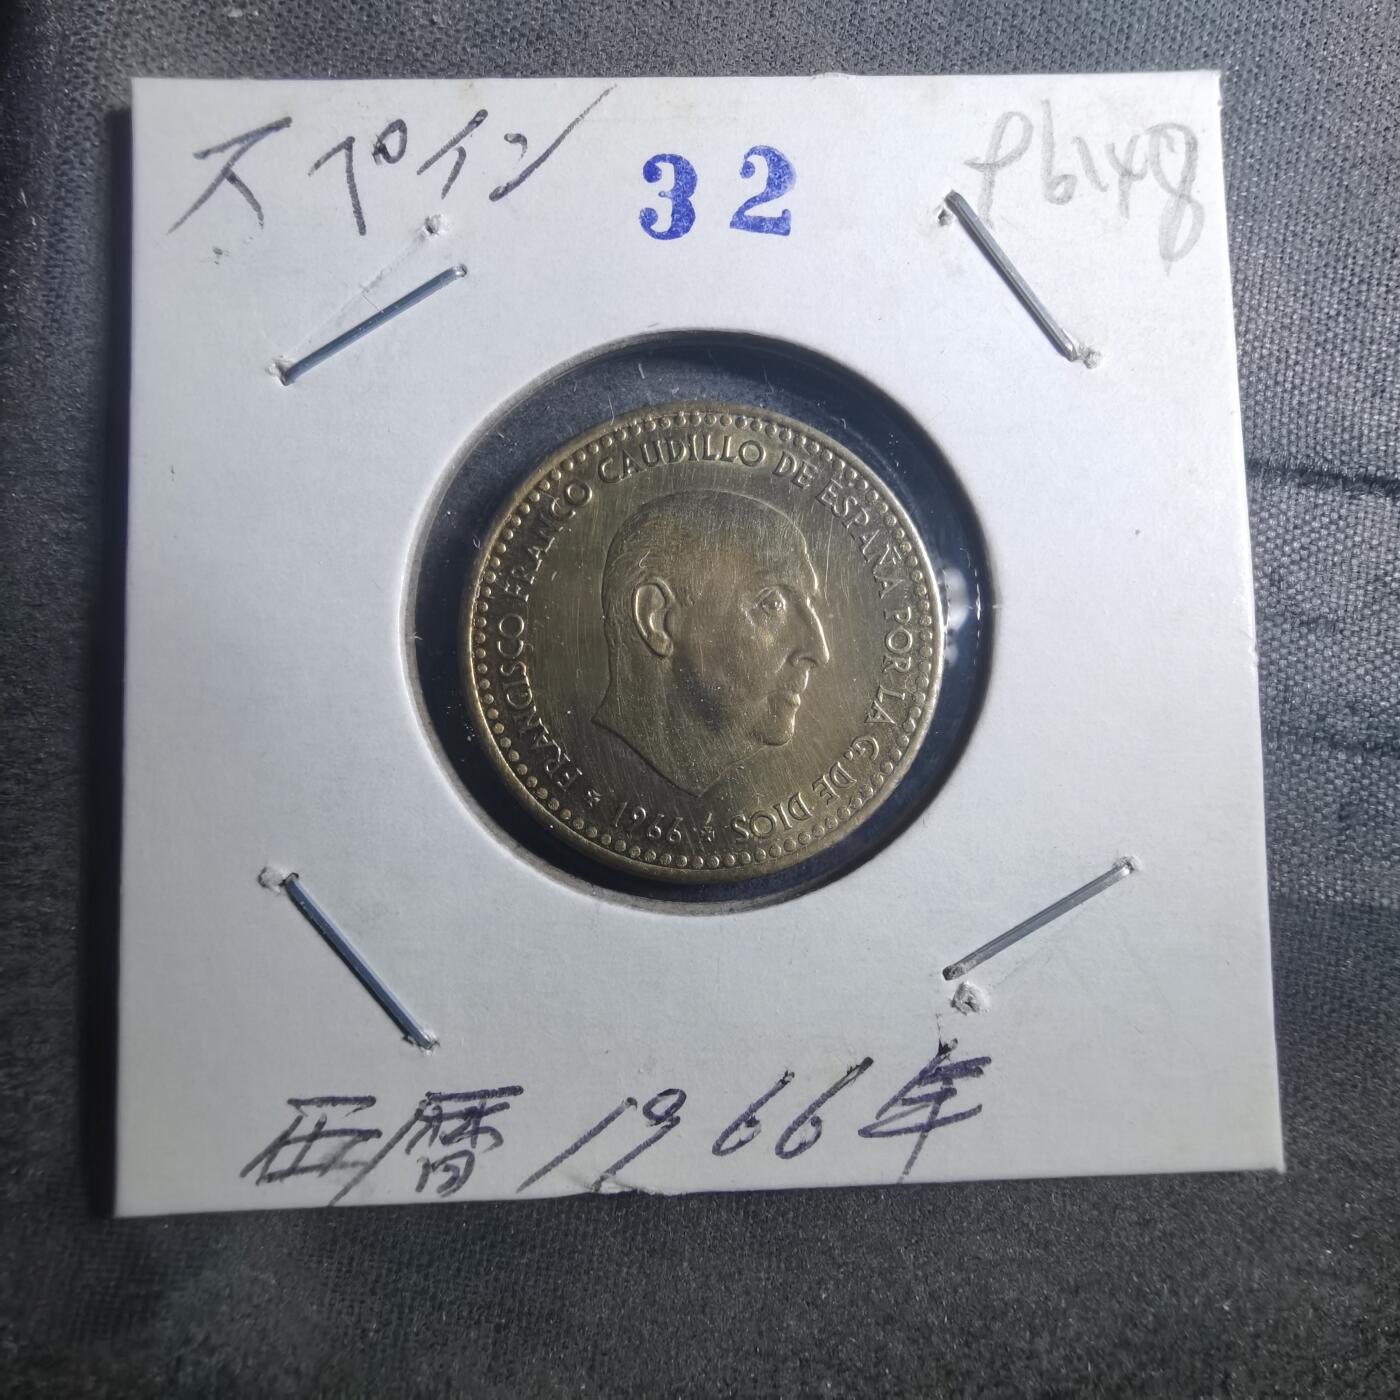 スペイン
32
FRANCISCO FRANCO CAUDILLO DE ESPAÑA POR LA G. DE DIOS
1966
西暦 1966年